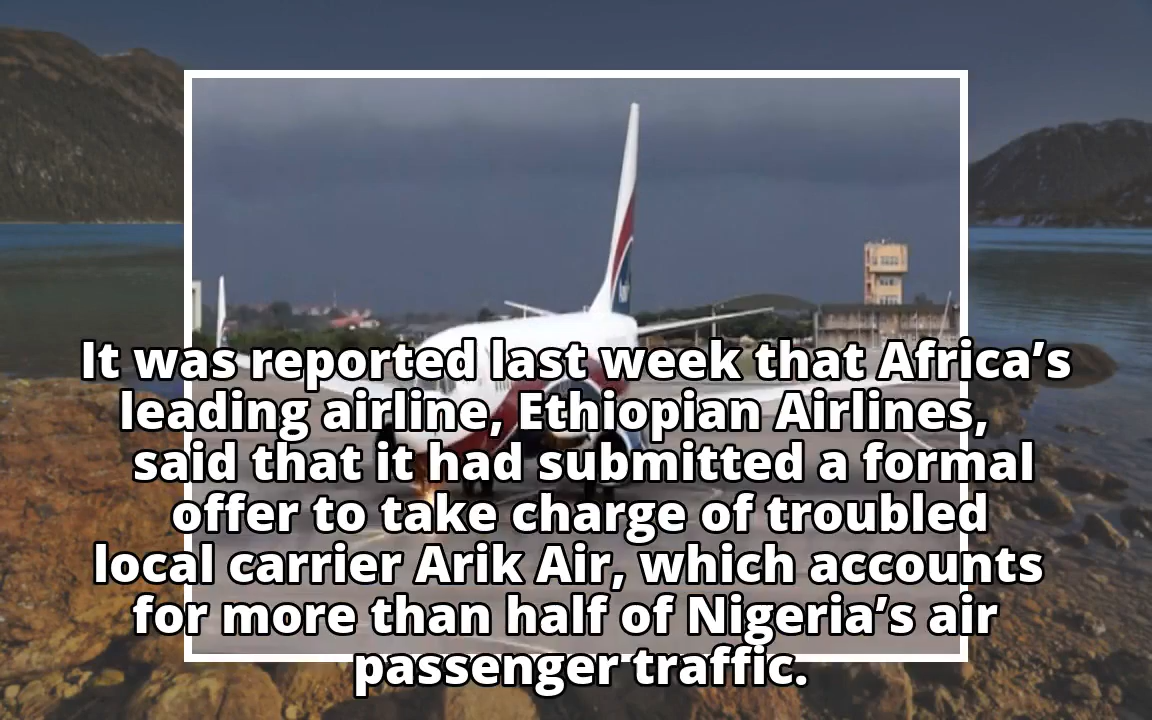 It was reported last week that Africa’s
leading airline, Ethiopian Airlines,
said that it had submitted a formal
offer to take charge of troubled
local carrier Arik Air, which accounts
for more than half of Nigeria’s air
passenger traffic.